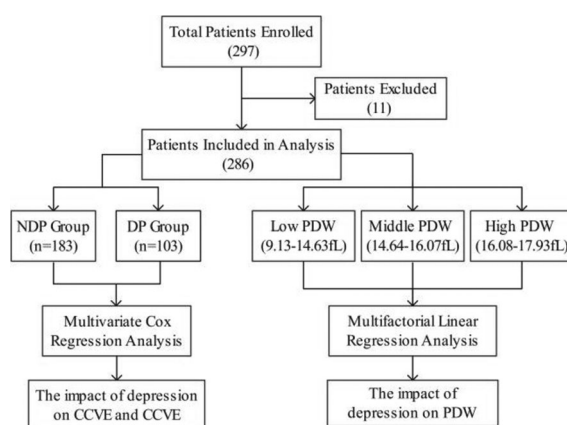 Total Patients Enrolled
(297)
Patients Excluded
(11)
Patients Included in Analysis
(286)
NDP Group
(n=183)
DP Group
(n=103)
Low PDW
(9.13-14.63fL)
Middle PDW
(14.64-16.07fL)
High PDW
(16.08-17.93fL)
Multivariate Cox
Regression Analysis
Multifactorial Linear
Regression Analysis
The impact of depression
on CCVE and CCVE
The impact of
depression on PDW